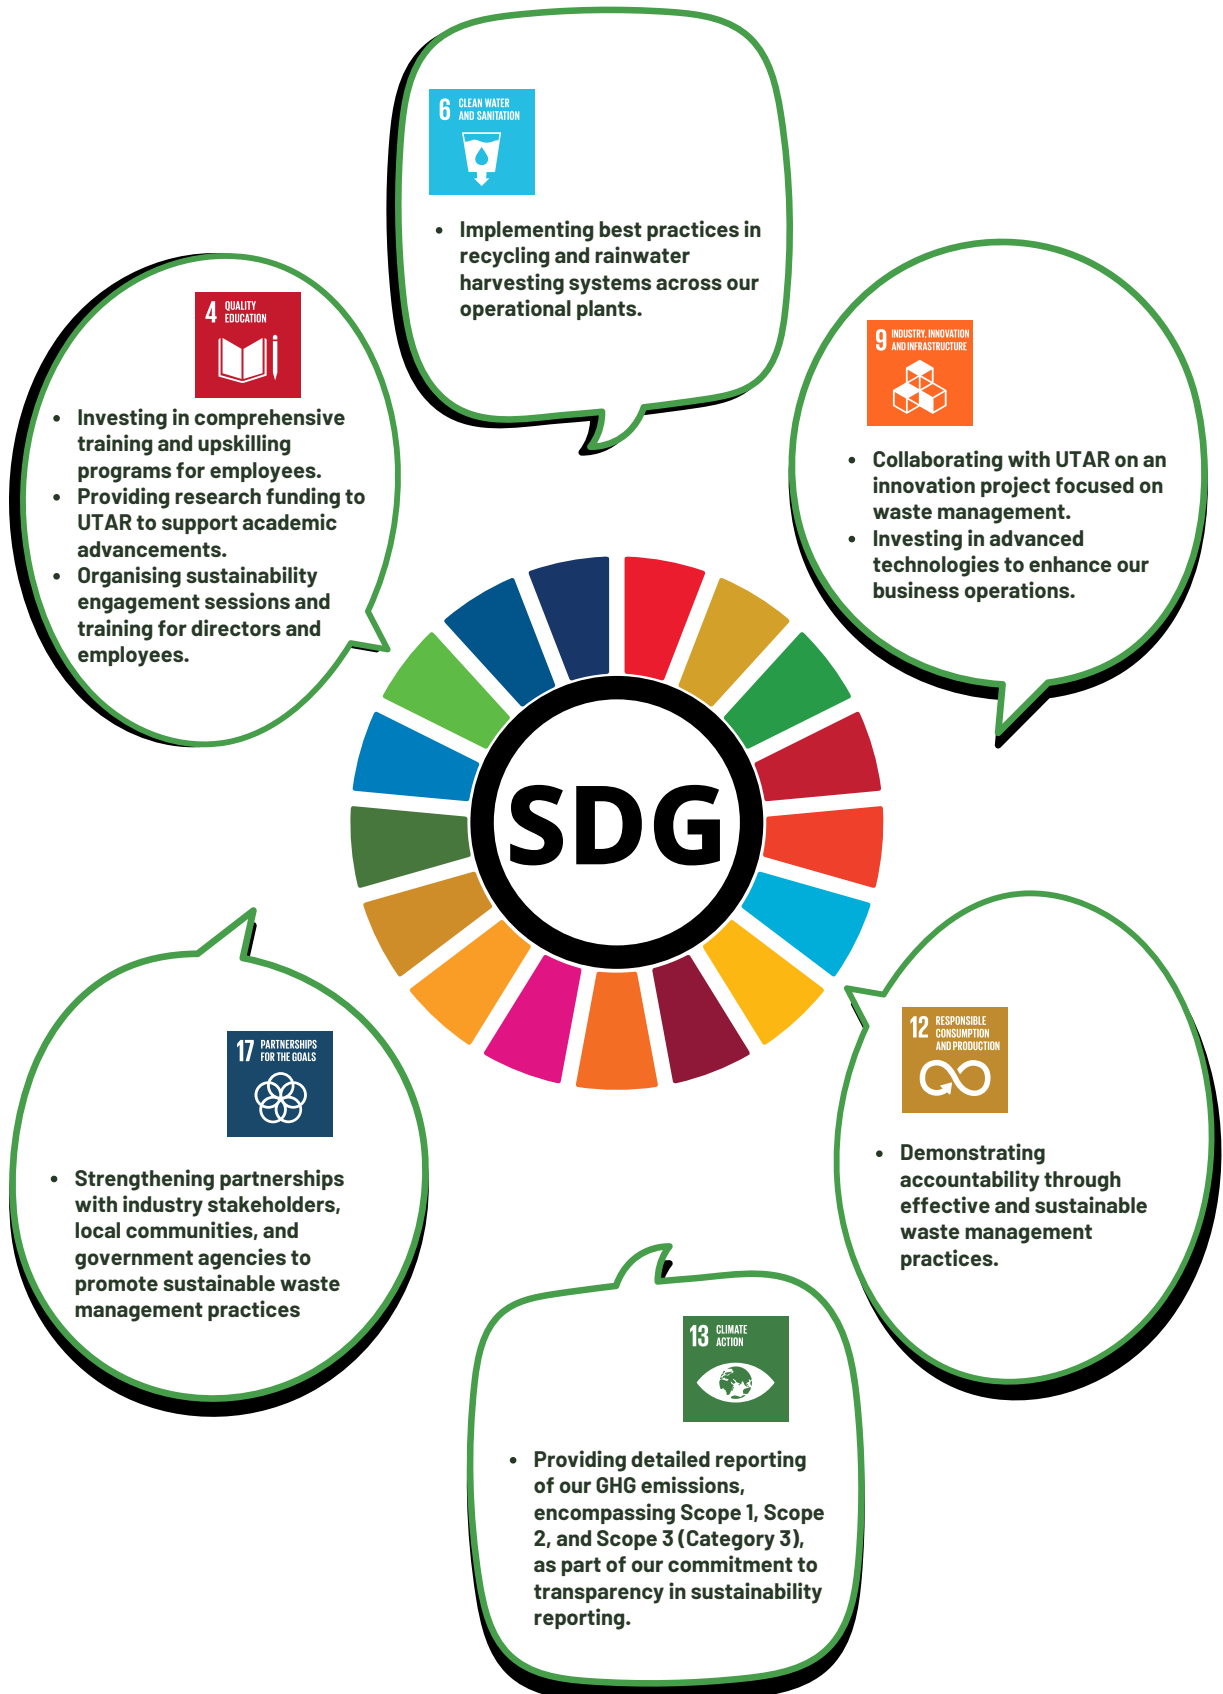 6 CLEAN WATER
AND SANITATION
• Implementing best practices in
recycling and rainwater
harvesting systems across our
operational plants.
4 QUALITY
EDUCATION
• Investing in comprehensive
training and upskilling
programs for employees.
• Providing research funding to
UTAR to support academic
advancements.
• Organising sustainability
engagement sessions and
training for directors and
employees.
9 INDUSTRY, INNOVATION
AND INFRASTRUCTURE
• Collaborating with UTAR on an
innovation project focused on
waste management.
• Investing in advanced
technologies to enhance our
business operations.
SDG
17 PARTNERSHIPS
FOR THE GOALS
• Strengthening partnerships
with industry stakeholders,
local communities, and
government agencies to
promote sustainable waste
management practices
12 RESPONSIBLE
CONSUMPTION
AND PRODUCTION
• Demonstrating
accountability through
effective and sustainable
waste management
practices.
13 CLIMATE
ACTION
• Providing detailed reporting
of our GHG emissions,
encompassing Scope 1, Scope
2, and Scope 3 (Category 3),
as part of our commitment to
transparency in sustainability
reporting.